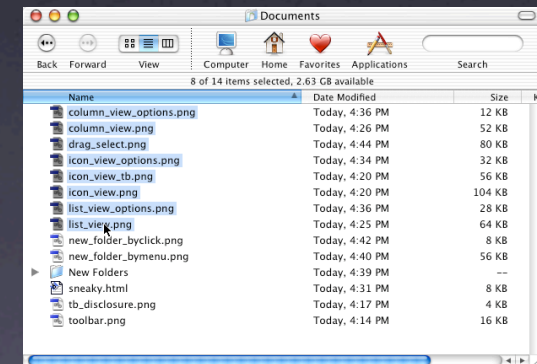 Documents
Back Forward View Computer Home Favorites Applications Search
8 of 14 items selected, 2.63 GB available
Name Date Modified Size
column_view_options.png Today, 4:36 PM 12 KB
column_view.png Today, 4:26 PM 52 KB
drag_select.png Today, 4:44 PM 80 KB
icon_view_options.png Today, 4:34 PM 32 KB
icon_view_tb.png Today, 4:20 PM 56 KB
icon_view.png Today, 4:20 PM 104 KB
list_view_options.png Today, 4:36 PM 28 KB
list_view.png Today, 4:25 PM 64 KB
new_folder_byclick.png Today, 4:42 PM 8 KB
new_folder_bymenu.png Today, 4:40 PM 56 KB
New Folders Today, 4:39 PM --
sneaky.html Today, 4:31 PM 8 KB
tb_disclosure.png Today, 4:17 PM 4 KB
toolbar.png Today, 4:14 PM 16 KB